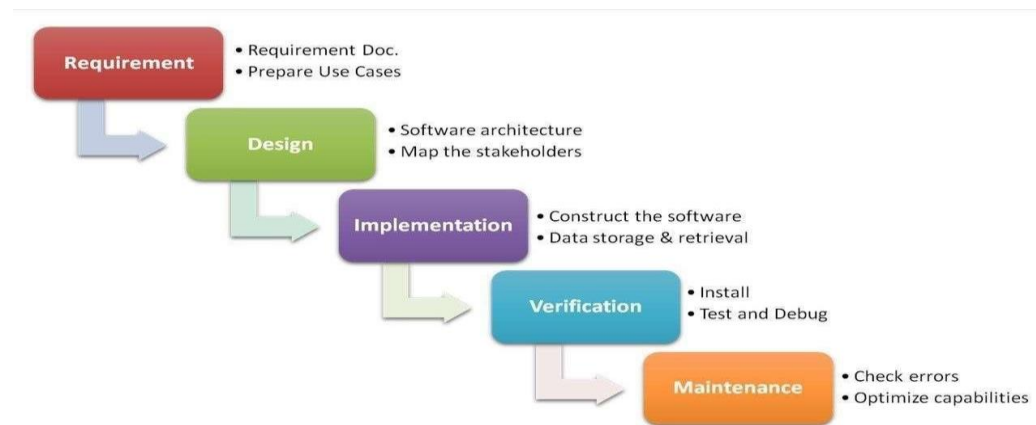 Requirement
• Requirement Doc.
• Prepare Use Cases
Design
• Software architecture
• Map the stakeholders
Implementation
• Construct the software
• Data storage & retrieval
Verification
• Install
• Test and Debug
Maintenance
• Check errors
• Optimize capabilities